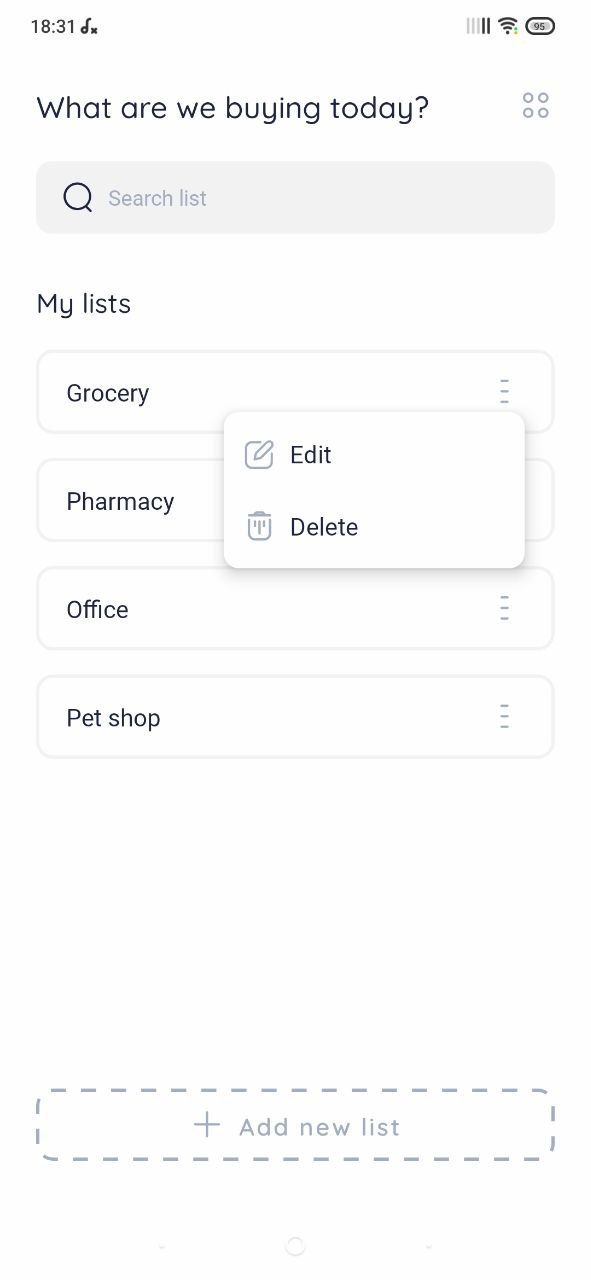 18:31
95
What are we buying today?
Search list
My lists
Grocery
Edit
Pharmacy
Delete
Office
Pet shop
Add new list